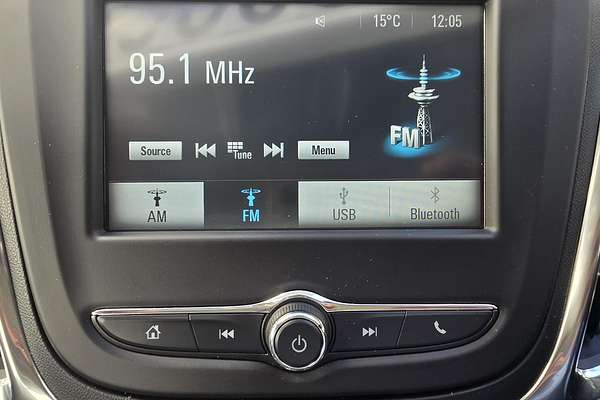 15°C 12:05
95.1 MHz
FM
Source Tune Menu
AM FM USB Bluetooth